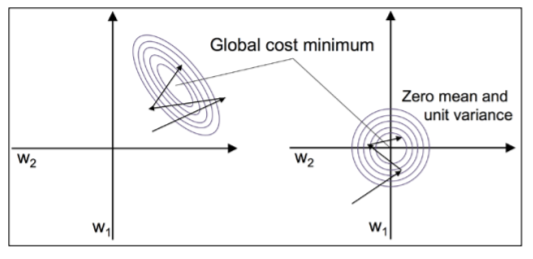 Global cost minimum
Zero mean and
unit variance
w2
w1
w2
w1